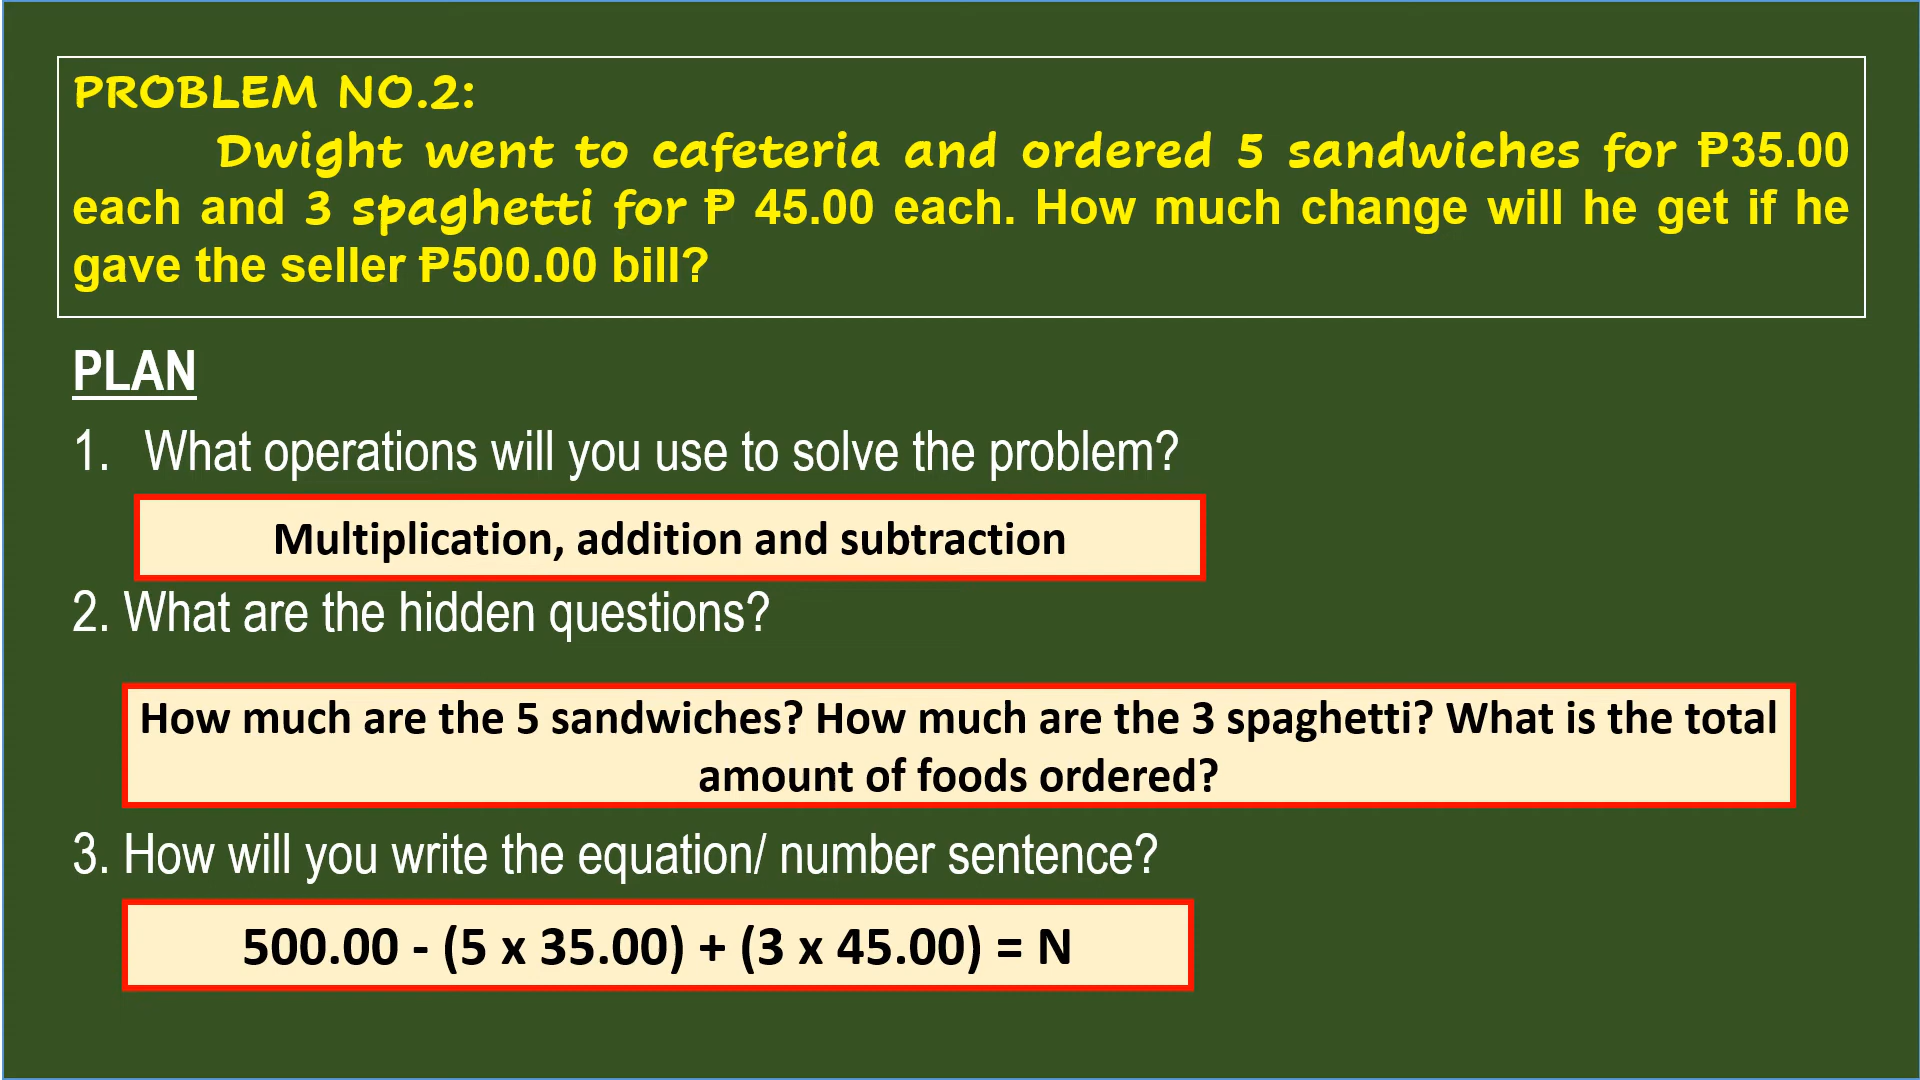 PROBLEM NO.2:
Dwight went to cafeteria and ordered 5 sandwiches for ₱35.00
each and 3 spaghetti for ₱ 45.00 each. How much change will he get if he
gave the seller ₱500.00 bill?
PLAN
1. What operations will you use to solve the problem?
Multiplication, addition and subtraction
2. What are the hidden questions?
How much are the 5 sandwiches? How much are the 3 spaghetti? What is the total
amount of foods ordered?
3. How will you write the equation/ number sentence?
500.00 - (5 x 35.00) + (3 x 45.00) = N